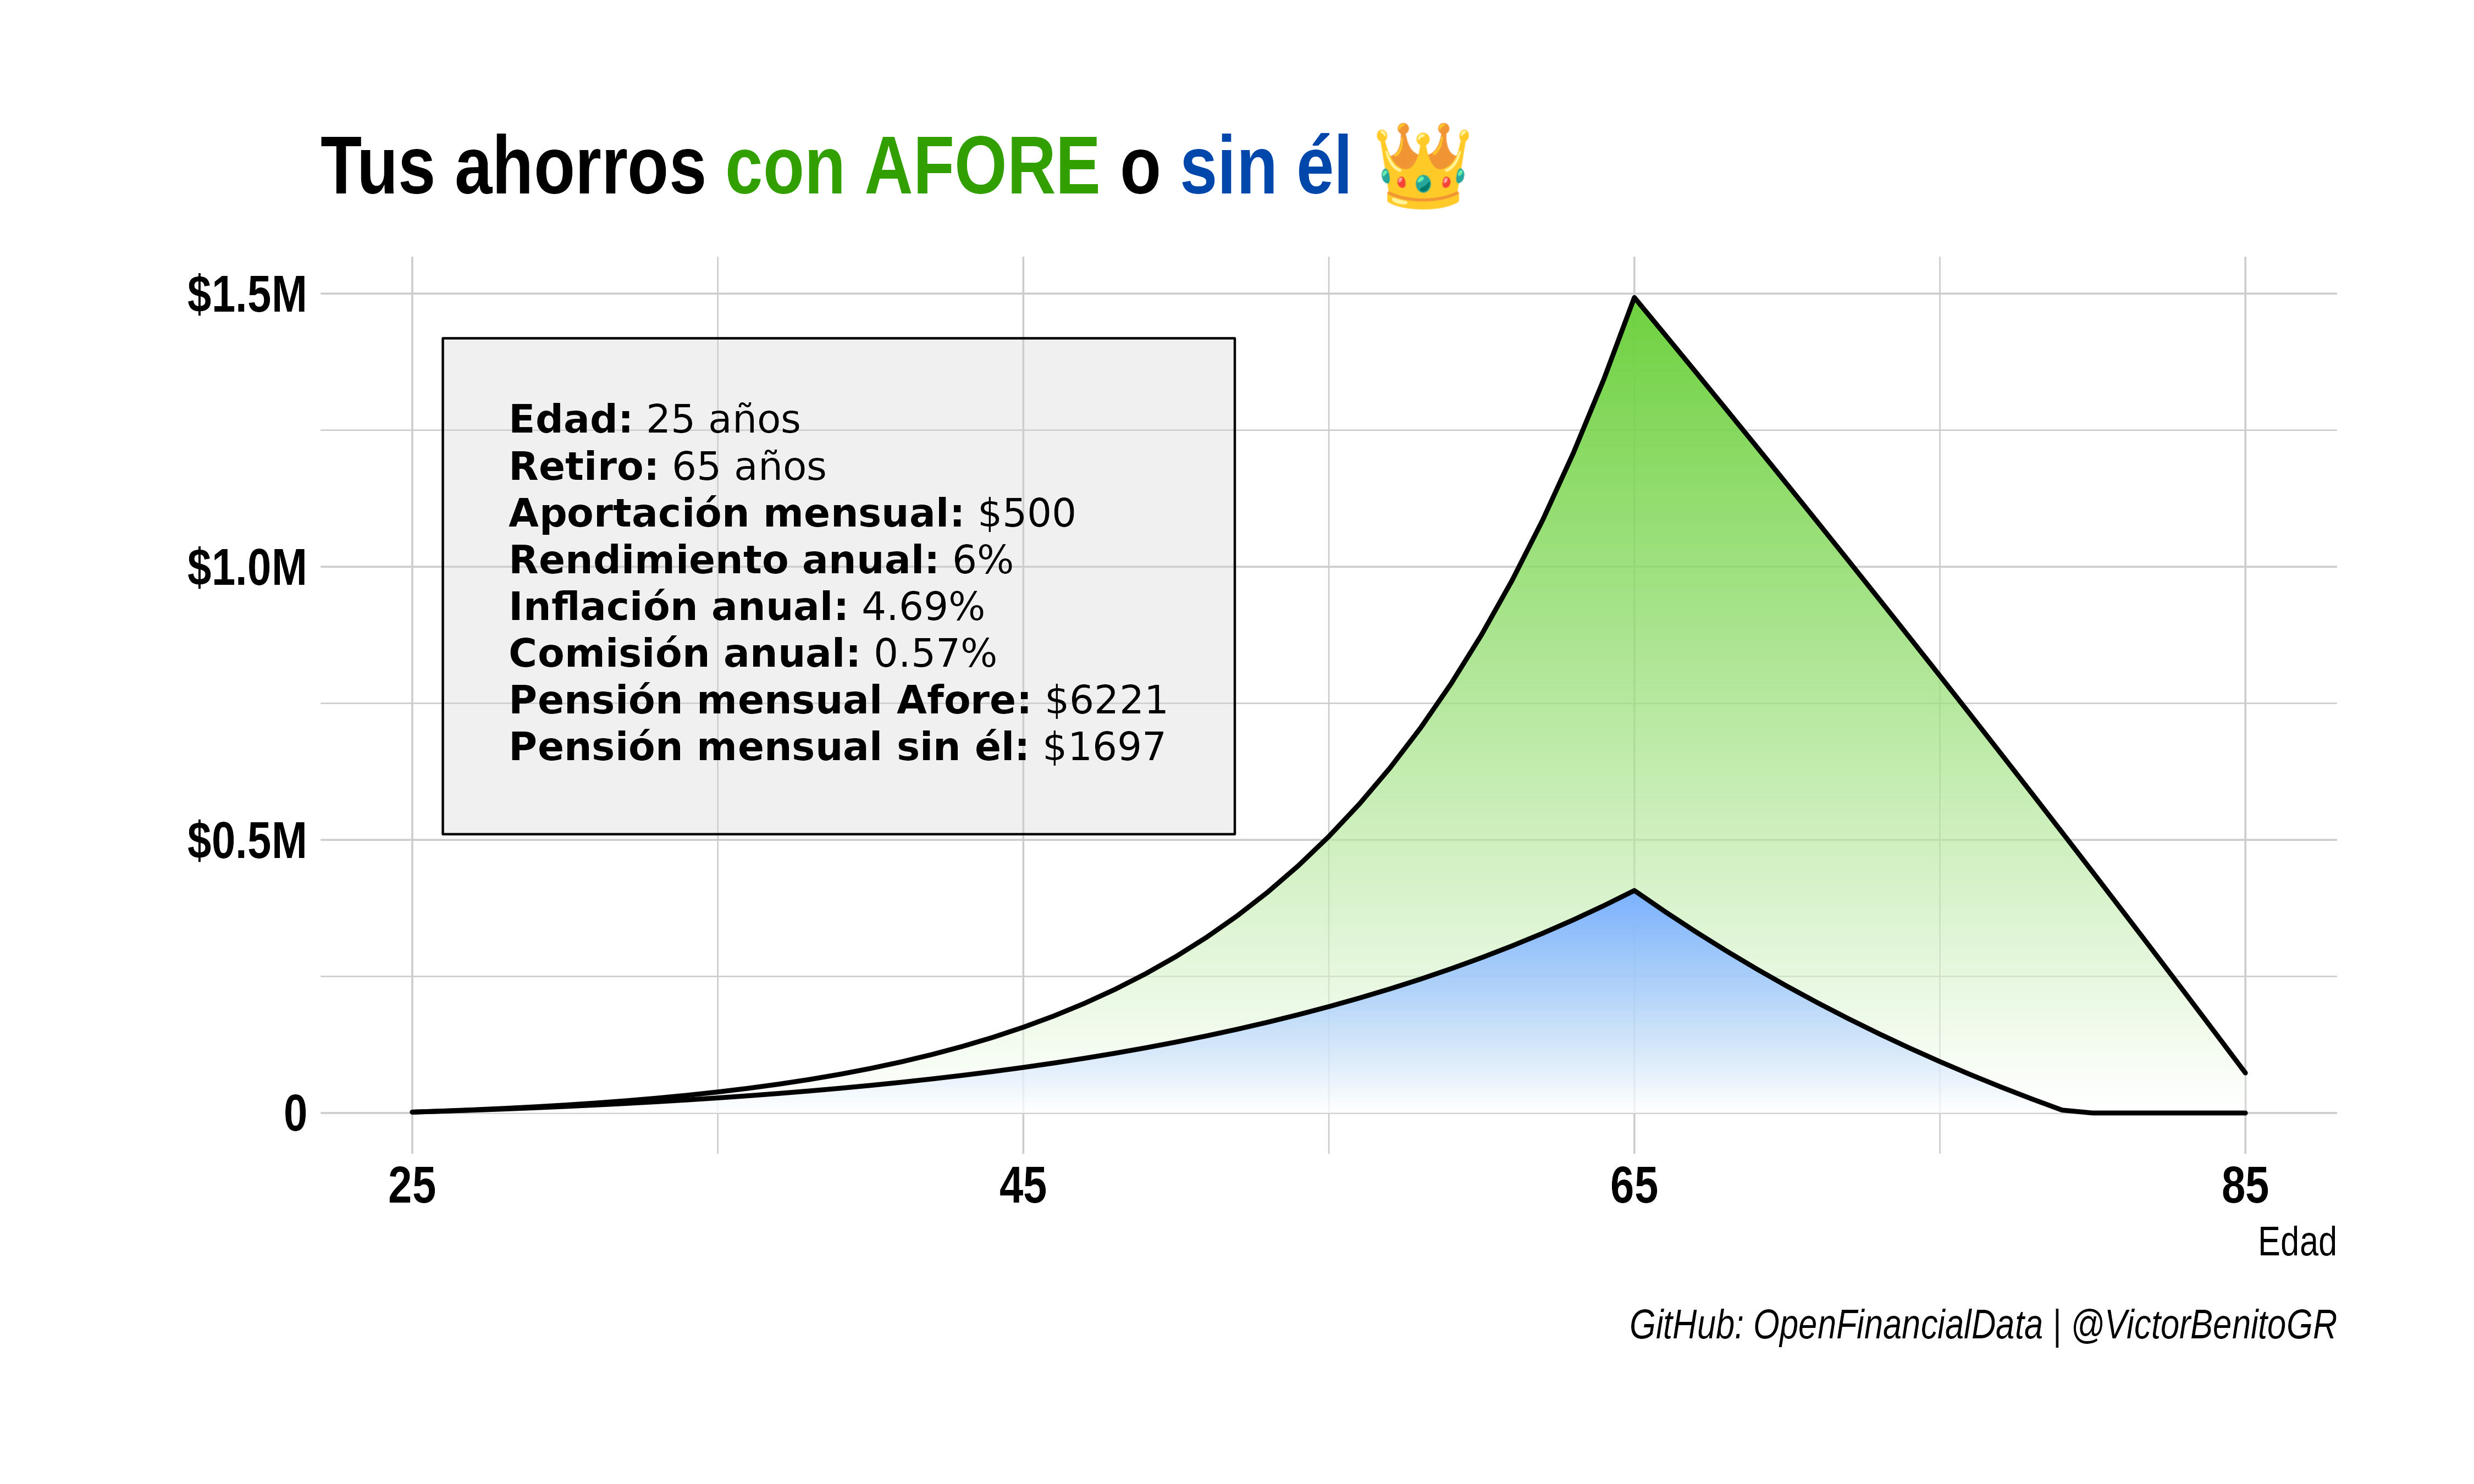 Tus ahorros con AFORE o sin él 👑
$1.5M
$1.0M
$0.5M
0
Edad: 25 años
Retiro: 65 años
Aportación mensual: $500
Rendimiento anual: 6%
Inflación anual: 4.69%
Comisión anual: 0.57%
Pensión mensual Afore: $6221
Pensión mensual sin él: $1697
25 45 65 85
Edad
GitHub: OpenFinancialData | @VictorBenitoGR